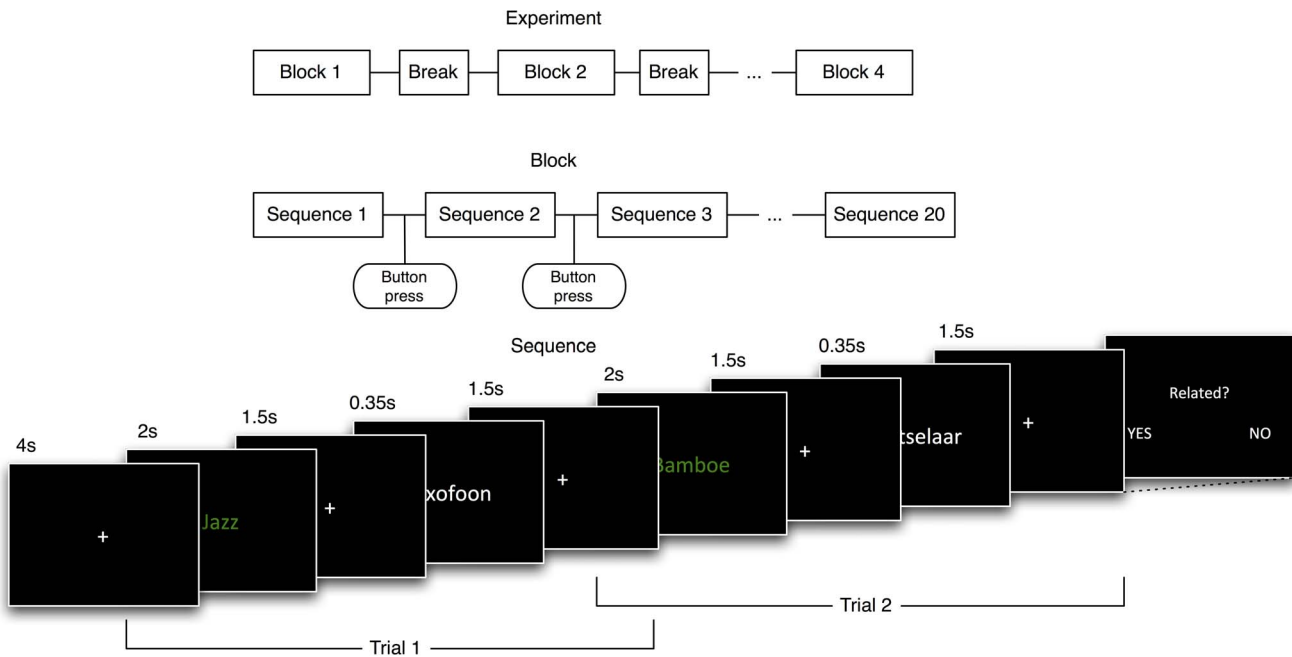 Experiment
Block 1
Break
Block 2
Break
...
Block 4
Block
Sequence 1
Sequence 2
Sequence 3
...
Sequence 20
Button
press
Button
press
Sequence
4s
2s
1.5s
0.35s
1.5s
2s
1.5s
0.35s
1.5s
+
Jazz
+
xofoon
+
Bamboe
+
tselaar
+
Related?
YES NO
Trial 1
Trial 2